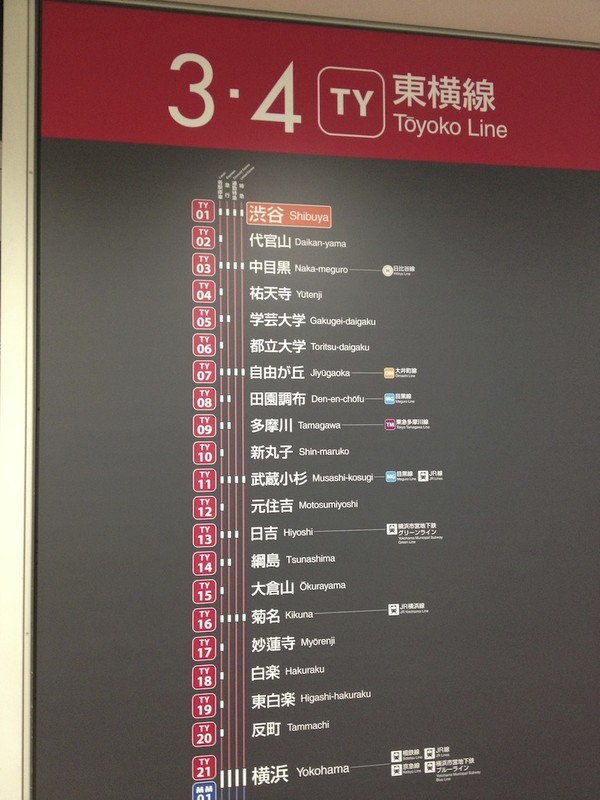 3・4 TY 東横線
Tōyoko Line
TY 01 渋谷 Shibuya
TY 02 代官山 Daikan-yama
TY 03 中目黒 Naka-meguro 日比谷線
TY 04 祐天寺 Yūtenji
TY 05 学芸大学 Gakugei-daigaku
TY 06 都立大学 Toritsu-daigaku
TY 07 自由が丘 Jiyūgaoka OM 大井町線
TY 08 田園調布 Den-en-chōfu MG 目黒線
TY 09 多摩川 Tamagawa TM 東急多摩川線
TY 10 新丸子 Shin-maruko
TY 11 武蔵小杉 Musashi-kosugi MG 目黒線 JR線
TY 12 元住吉 Motosumiyoshi
TY 13 日吉 Hiyoshi 横浜市営地下鉄
グリーンライン
TY 14 綱島 Tsunashima
TY 15 大倉山 Ōkurayama
TY 16 菊名 Kikuna JR横浜線
TY 17 妙蓮寺 Myōrenji
TY 18 白楽 Hakuraku
TY 19 東白楽 Higashi-hakuraku
TY 20 反町 Tammachi
TY 21 横浜 Yokohama 相鉄線 JR線
京急線 横浜市営地下鉄
ブルーライン
MM 01